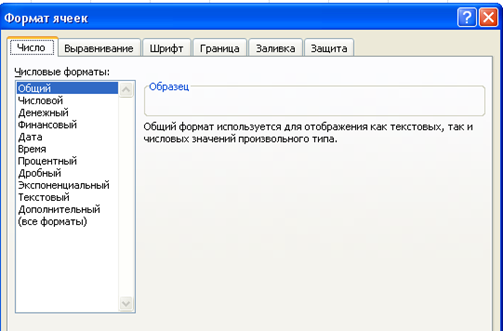 Формат ячеек
Число Выравнивание Шрифт Граница Заливка Защита
Числовые форматы:
Общий
Числовой
Денежный
Финансовый
Дата
Время
Процентный
Дробный
Экспоненциальный
Текстовый
Дополнительный
(все форматы)
Образец
Общий формат используется для отображения как текстовых, так и
числовых значений произвольного типа.